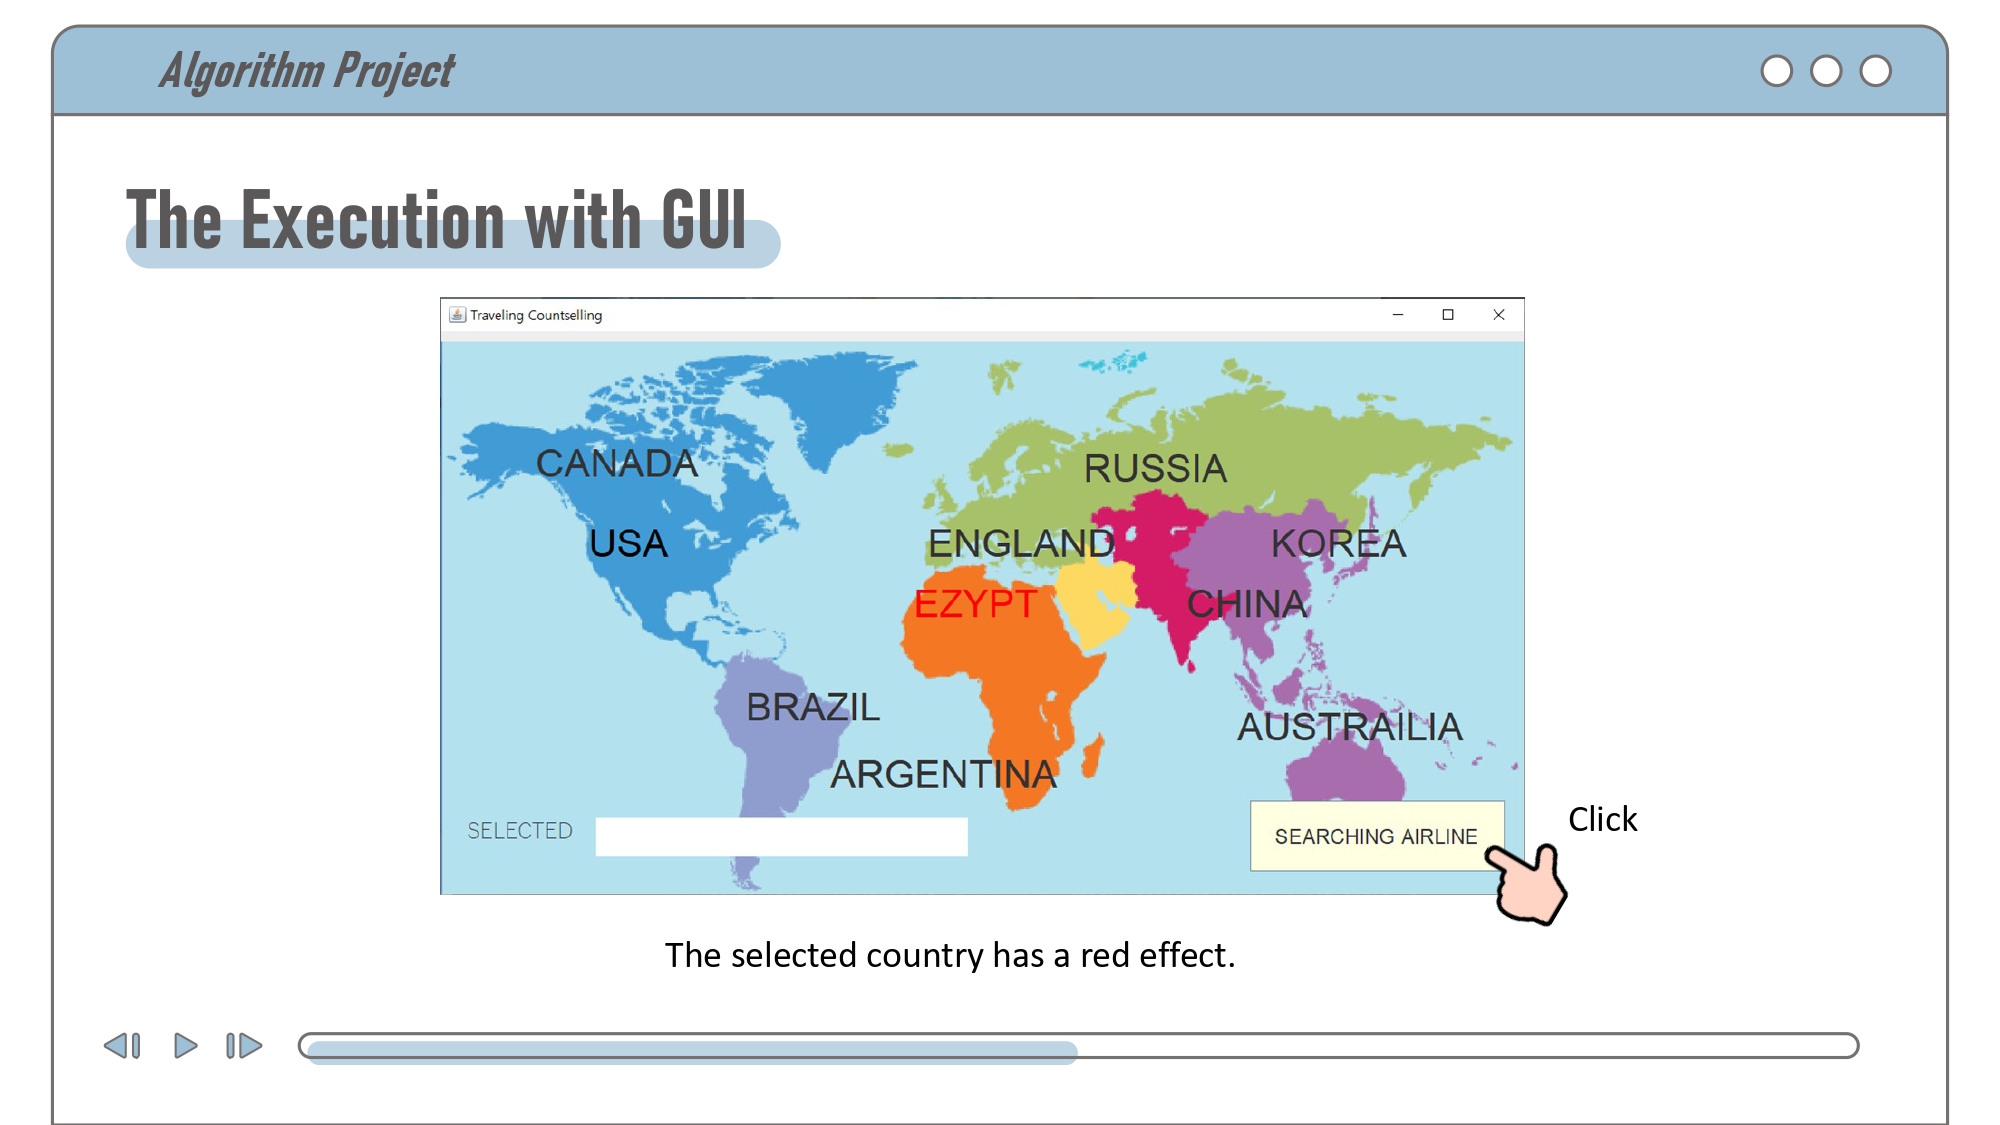 Algorithm Project
The Execution with GUI
Traveling Countselling
CANADA
RUSSIA
USA
ENGLAND
KOREA
EZYPT
CHINA
BRAZIL
AUSTRAILIA
ARGENTINA
SELECTED
SEARCHING AIRLINE
Click
The selected country has a red effect.